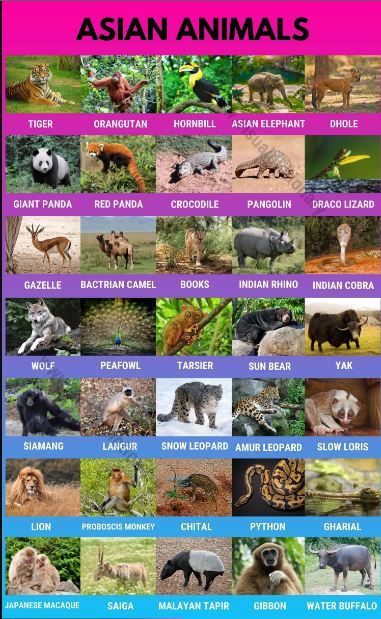 ASIAN ANIMALS
TIGER
ORANGUTAN
HORNBILL
ASIAN ELEPHANT
DHOLE
GIANT PANDA
RED PANDA
CROCODILE
PANGOLIN
DRACO LIZARD
GAZELLE
BACTRIAN CAMEL
BOOKS
INDIAN RHINO
INDIAN COBRA
WOLF
PEAFOWL
TARSIER
SUN BEAR
YAK
SIAMANG
LANGUR
SNOW LEOPARD
AMUR LEOPARD
SLOW LORIS
LION
PROBOSCIS MONKEY
CHITAL
PYTHON
GHARIAL
JAPANESE MACAQUE
SAIGA
MALAYAN TAPIR
GIBBON
WATER BUFFALO